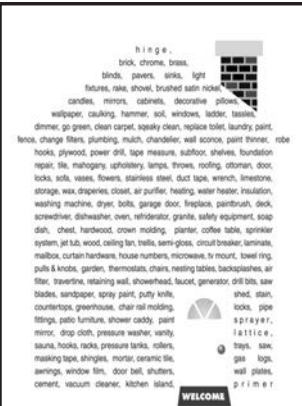 hinge,
brick, chrome, brass,
blinds, pavers, sinks, light
fixtures, rake, shovel, brushed satin nickel,
candles, mirrors, cabinets, decorative pillows,
wallpaper, caulking, hammer, soil, windows, ladder, tassles,
dimmer, go green, clean carpet, sqeaky clean, replace toilet, laundry, paint,
fence, change filters, plumbing, mulch, chandelier, wall sconce, paint thinner, robe
hooks, plywood, power drill, tape measure, subfloor, shelves, foundation
repair, tile, mahogany, upholstery, lamps, throws, roofing, ottoman, door,
locks, sofa, vases, flowers, stainless steel, duct tape, wrench, limestone,
storage, wax, draperies, closet, air purifier, heating, water heater, insulation,
washing machine, dryer, bolts, garage door, fireplace, paintbrush, deck,
screwdriver, dishwasher, oven, refriderator, granite, safety equipment, soap
dish, chest, hardwood, crown molding, planter, coffee table, sprinkler
system, jet tub, wood, ceiling fan, trellis, semi-gloss, circuit breaker, laminate,
mailbox, curtain hardware, house numbers, microwave, tv mount, towel ring,
pulls & knobs, garden, thermostats, chairs, nesting tables, backsplashes, air
filter, travertine, retaining wall, showerhead, faucet, generator, drill bits, saw
blades, sandpaper, spray paint, putty knife, shed, stain,
countertops, greenhouse, chair rail molding, locks, pipe
fittings, patio furniture, shower caddy, paint sprayer,
mirror, drop cloth, pressure washer, vanity, lattice,
sauna, hooks, racks, pressure tanks, rollers, trays, saw,
masking tape, shingles, mortar, ceramic tile, gas logs,
awnings, window film, door bell, shutters, wall plates,
cement, vacuum cleaner, kitchen island, primer
WELCOME